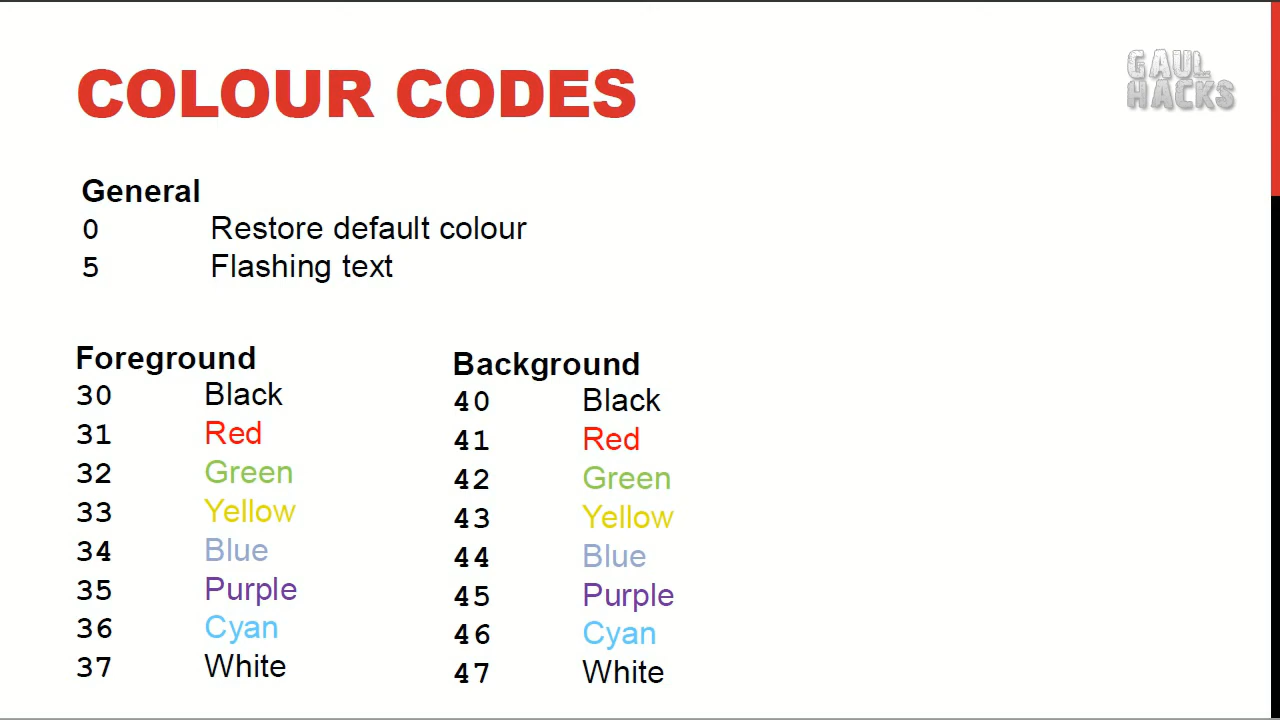 COLOUR CODES
GAUL
HACKS
General
0 Restore default colour
5 Flashing text
Foreground
30 Black
31 Red
32 Green
33 Yellow
34 Blue
35 Purple
36 Cyan
37 White
Background
40 Black
41 Red
42 Green
43 Yellow
44 Blue
45 Purple
46 Cyan
47 White